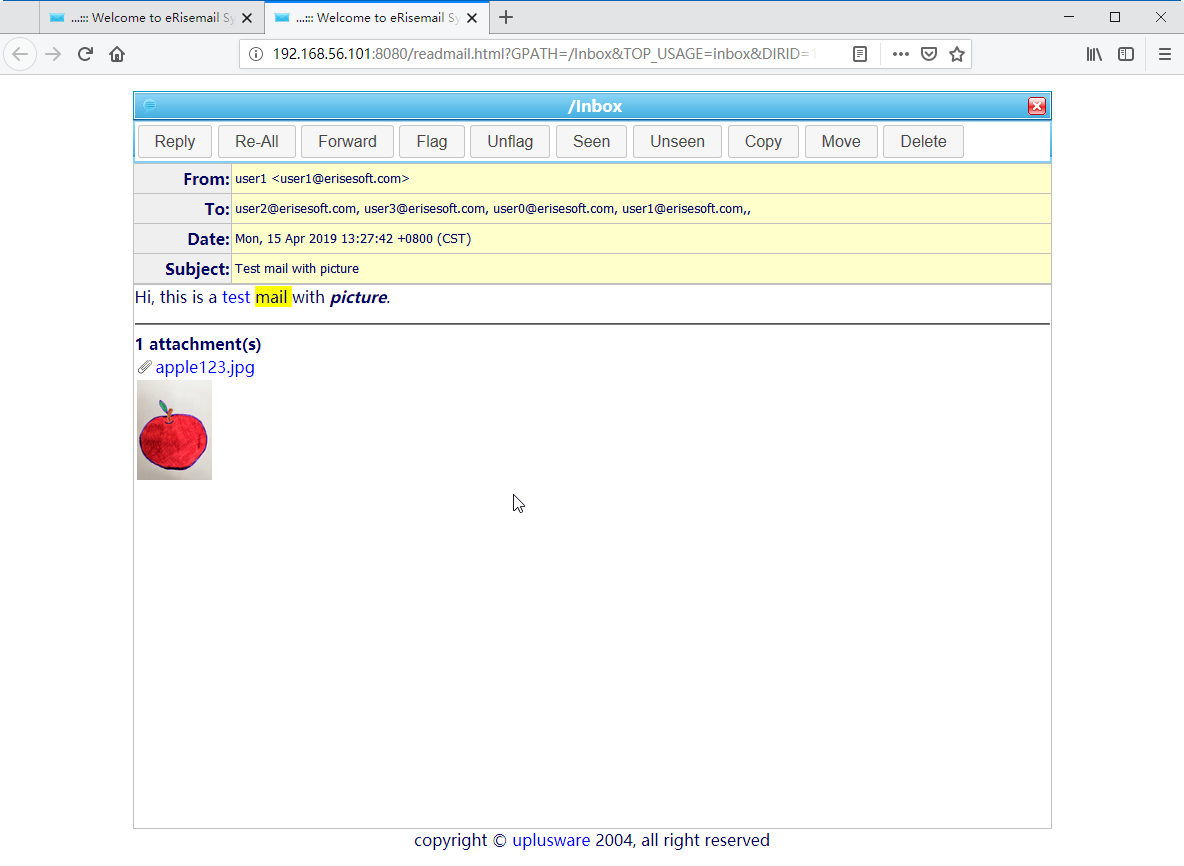 ...::: Welcome to eRisemail Sy
...::: Welcome to eRisemail Sy
192.168.56.101:8080/readmail.html?GPATH=/Inbox&TOP_USAGE=inbox&DIRID=1
/Inbox
Reply Re-All Forward Flag Unflag Seen Unseen Copy Move Delete
From: user1 <user1@erisesoft.com>
To: user2@erisesoft.com, user3@erisesoft.com, user0@erisesoft.com, user1@erisesoft.com,,
Date: Mon, 15 Apr 2019 13:27:42 +0800 (CST)
Subject: Test mail with picture
Hi, this is a test mail with picture.
1 attachment(s)
apple123.jpg
copyright © uplusware 2004, all right reserved